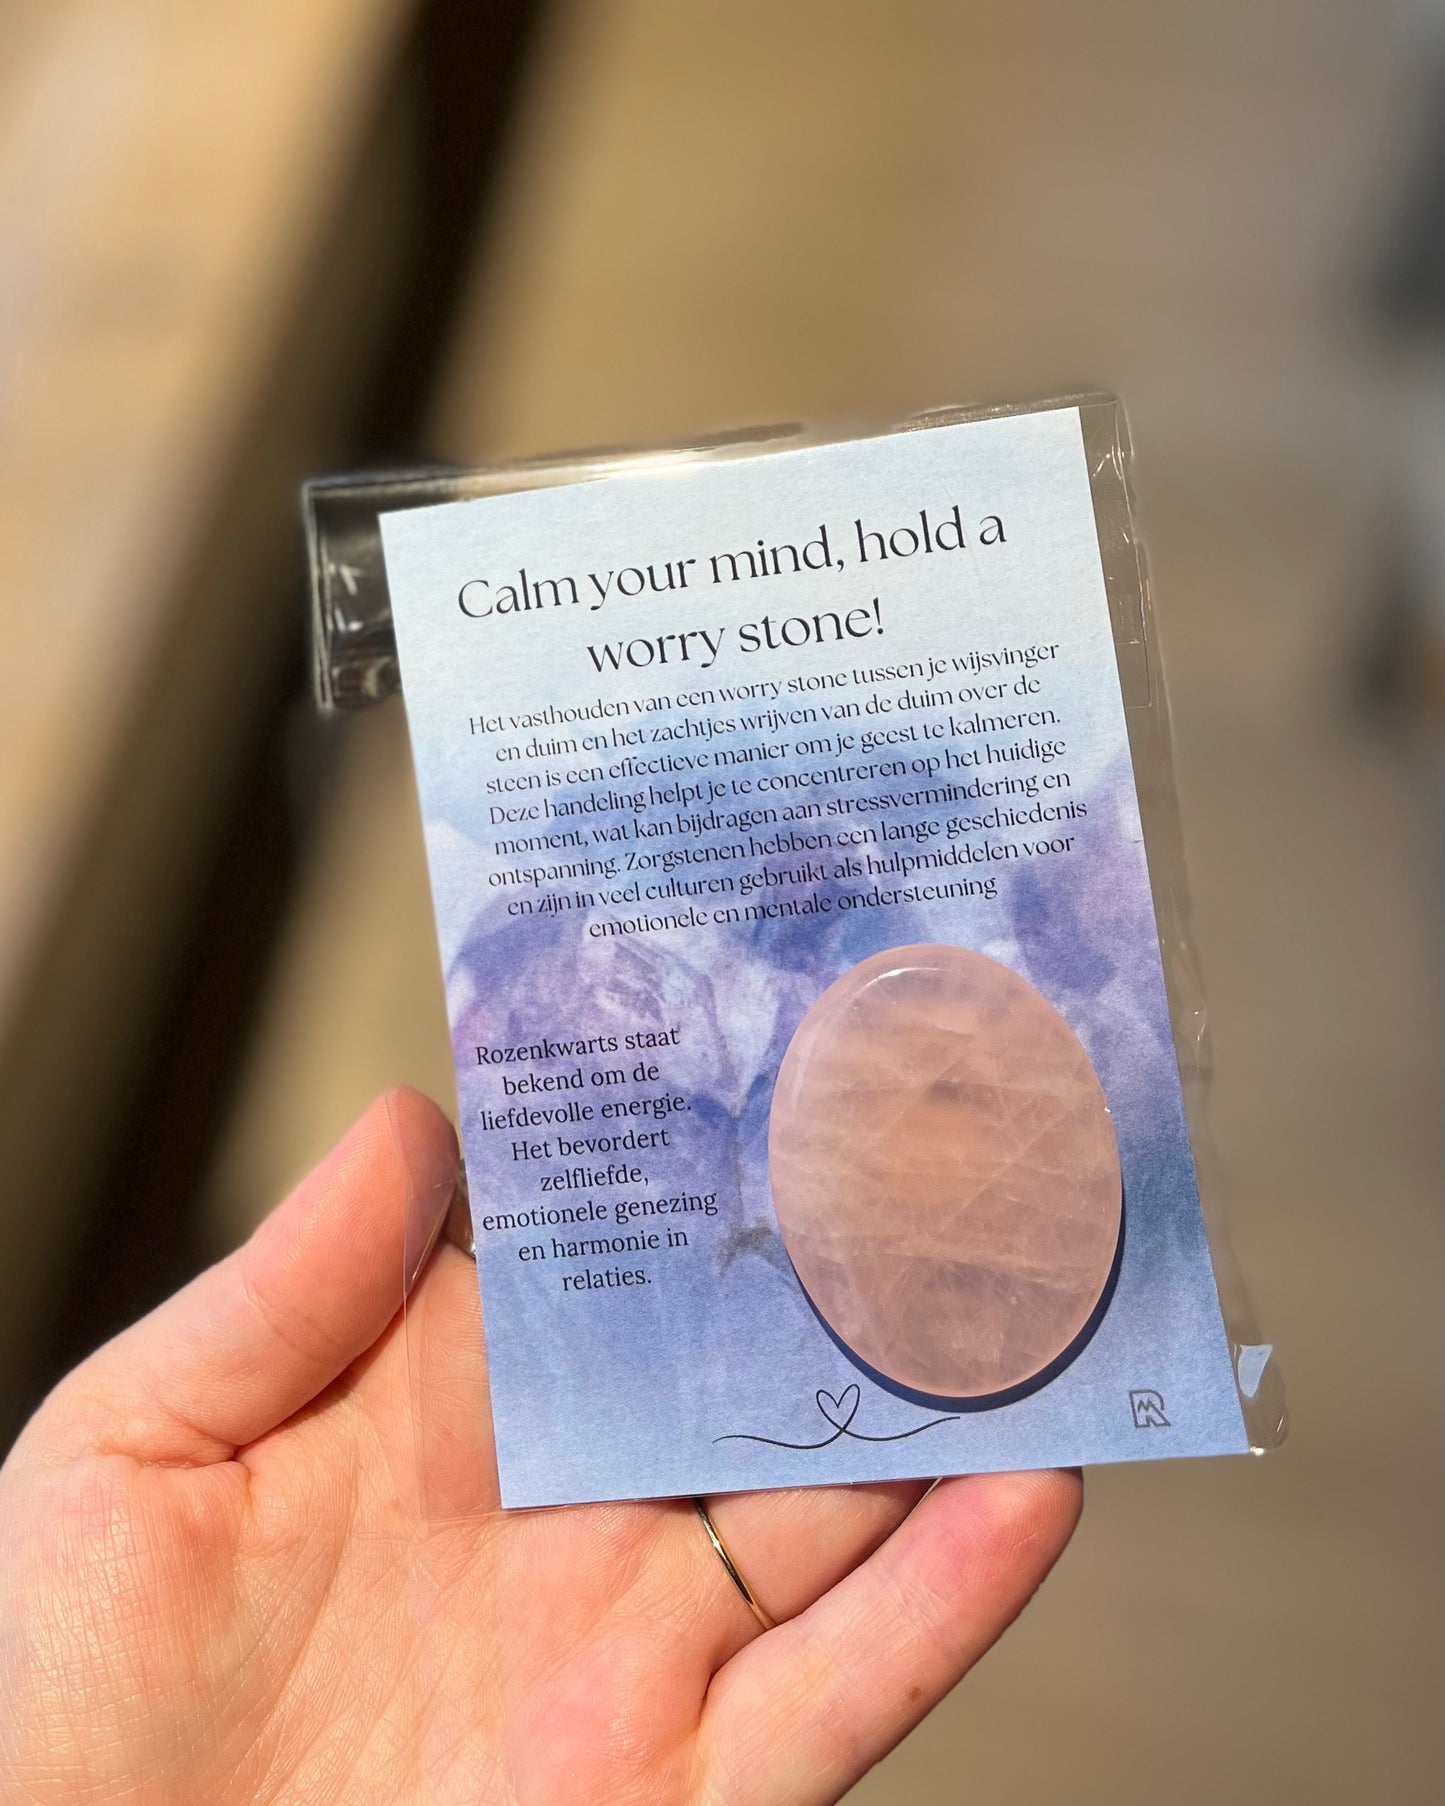 Calm your mind, hold a
worry stone!
Het vasthouden van een worry stone tussen je wijsvinger
en duim en het zachtjes wrijven van de duim over de
steen is een effectieve manier om je geest te kalmeren.
Deze handeling helpt je te concentreren op het huidige
moment, wat kan bijdragen aan stressvermindering en
ontspanning. Zorgstenen hebben een lange geschiedenis
en zijn in veel culturen gebruikt als hulpmiddelen voor
emotionele en mentale ondersteuning
Rozenkwarts staat
bekend om de
liefdevolle energie.
Het bevordert
zelfliefde,
emotionele genezing
en harmonie in
relaties.